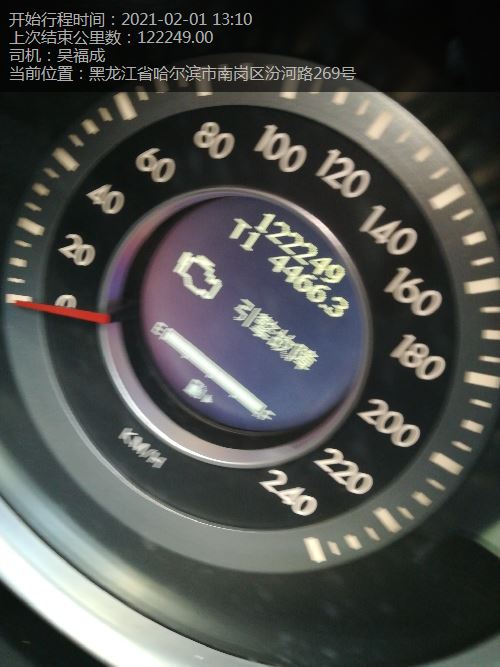 开始行程时间：2021-02-01 13:10
上次结束公里数：122249.00
司机：吴福成
当前位置：黑龙江省哈尔滨市南岗区汾河路269号
0
20
40
60
80
100
120
140
160
180
200
220
240
KM/H
122249
T1 4466.3
引擎故障
E
F